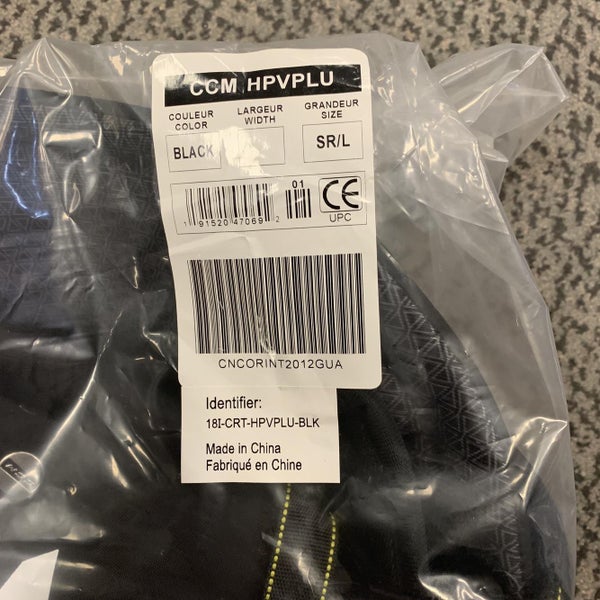 CCM HPVPLU
COULEUR
COLOR
LARGEUR
WIDTH
GRANDEUR
SIZE
BLACK
SR/L
01
1 91520 47069 2
CE
UPC
CNCORINT2012GUA
Identifier:
18I-CRT-HPVPLU-BLK
Made in China
Fabriqué en Chine